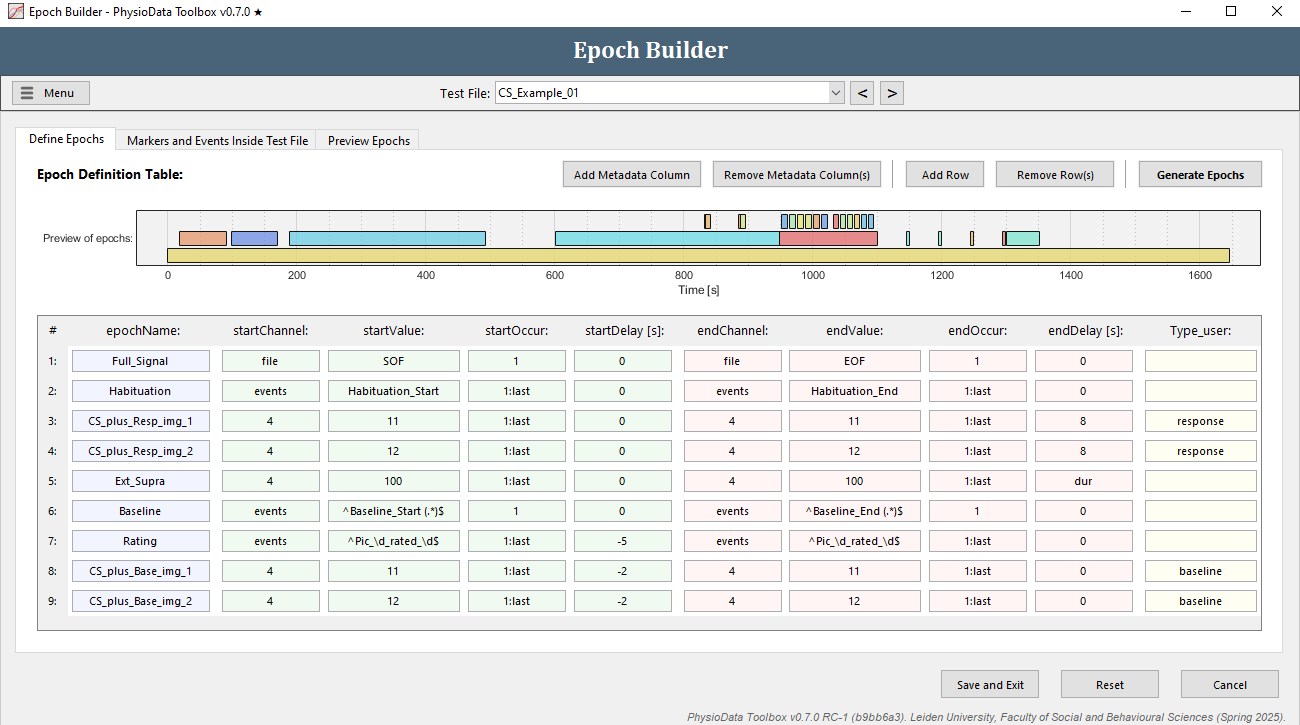 Epoch Builder - PhysioData Toolbox v0.7.0 ★
Epoch Builder
Menu
Test File: CS_Example_01 < >
Define Epochs Markers and Events Inside Test File Preview Epochs
Epoch Definition Table: Add Metadata Column Remove Metadata Column(s) Add Row Remove Row(s) Generate Epochs
Preview of epochs:
0 200 400 600 800 1000 1200 1400 1600
Time [s]
# epochName: startChannel: startValue: startOccur: startDelay [s]: endChannel: endValue: endOccur: endDelay [s]: Type_user:
1: Full_Signal file SOF 1 0 file EOF 1 0
2: Habituation events Habituation_Start 1:last 0 events Habituation_End 1:last 0
3: CS_plus_Resp_img_1 4 11 1:last 0 4 11 1:last 8 response
4: CS_plus_Resp_img_2 4 12 1:last 0 4 12 1:last 8 response
5: Ext_Supra 4 100 1:last 0 4 100 1:last dur
6: Baseline events ^Baseline_Start (.*)$ 1 0 events ^Baseline_End (.*)$ 1 0
7: Rating events ^Pic_\d_rated_\d$ 1:last -5 events ^Pic_\d_rated_\d$ 1:last 0
8: CS_plus_Base_img_1 4 11 1:last -2 4 11 1:last 0 baseline
9: CS_plus_Base_img_2 4 12 1:last -2 4 12 1:last 0 baseline
Save and Exit Reset Cancel
PhysioData Toolbox v0.7.0 RC-1 (b9bb6a3). Leiden University, Faculty of Social and Behavioural Sciences (Spring 2025).